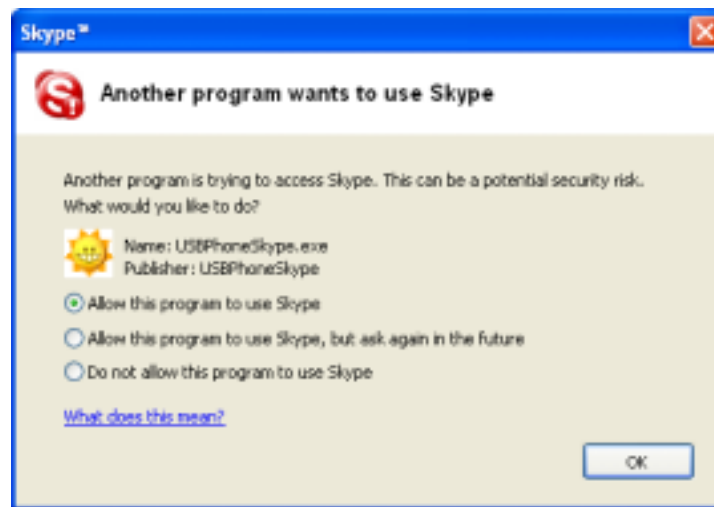 Skype™
Another program wants to use Skype
Another program is trying to access Skype. This can be a potential security risk.
What would you like to do?
Name: USBPhoneSkype.exe
Publisher: USBPhoneSkype
Allow this program to use Skype
Allow this program to use Skype, but ask again in the future
Do not allow this program to use Skype
What does this mean?
OK